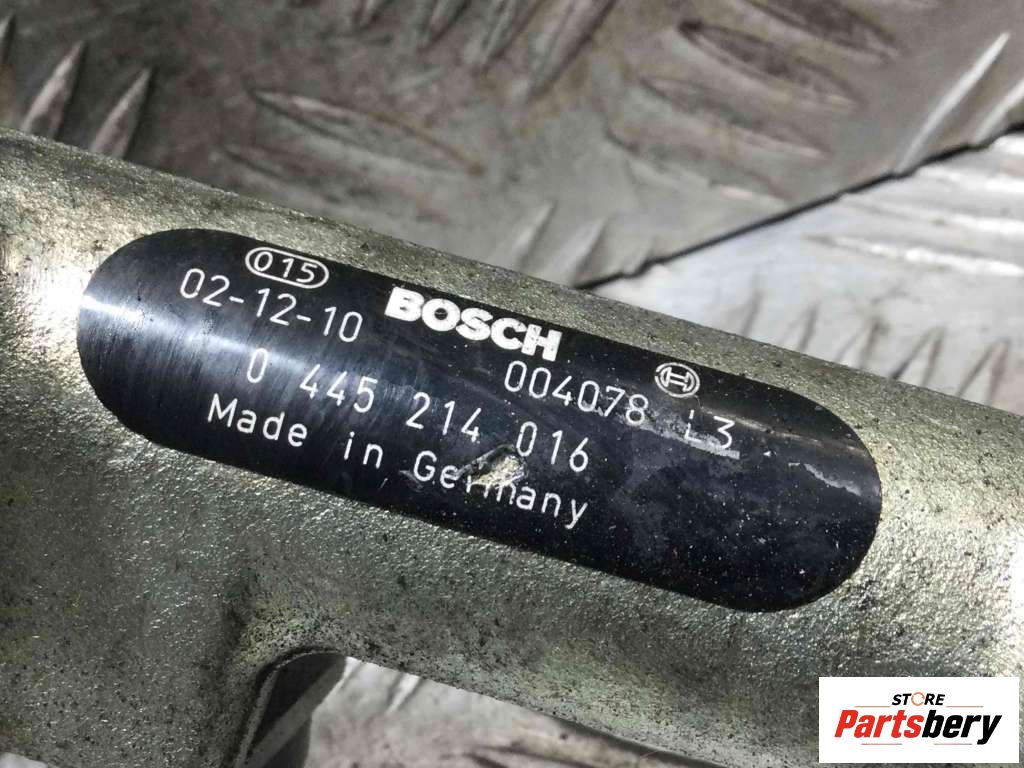 015
02-12-10 BOSCH
0 445 214 016 004078 L3
Made in Germany
STORE
Partsbery